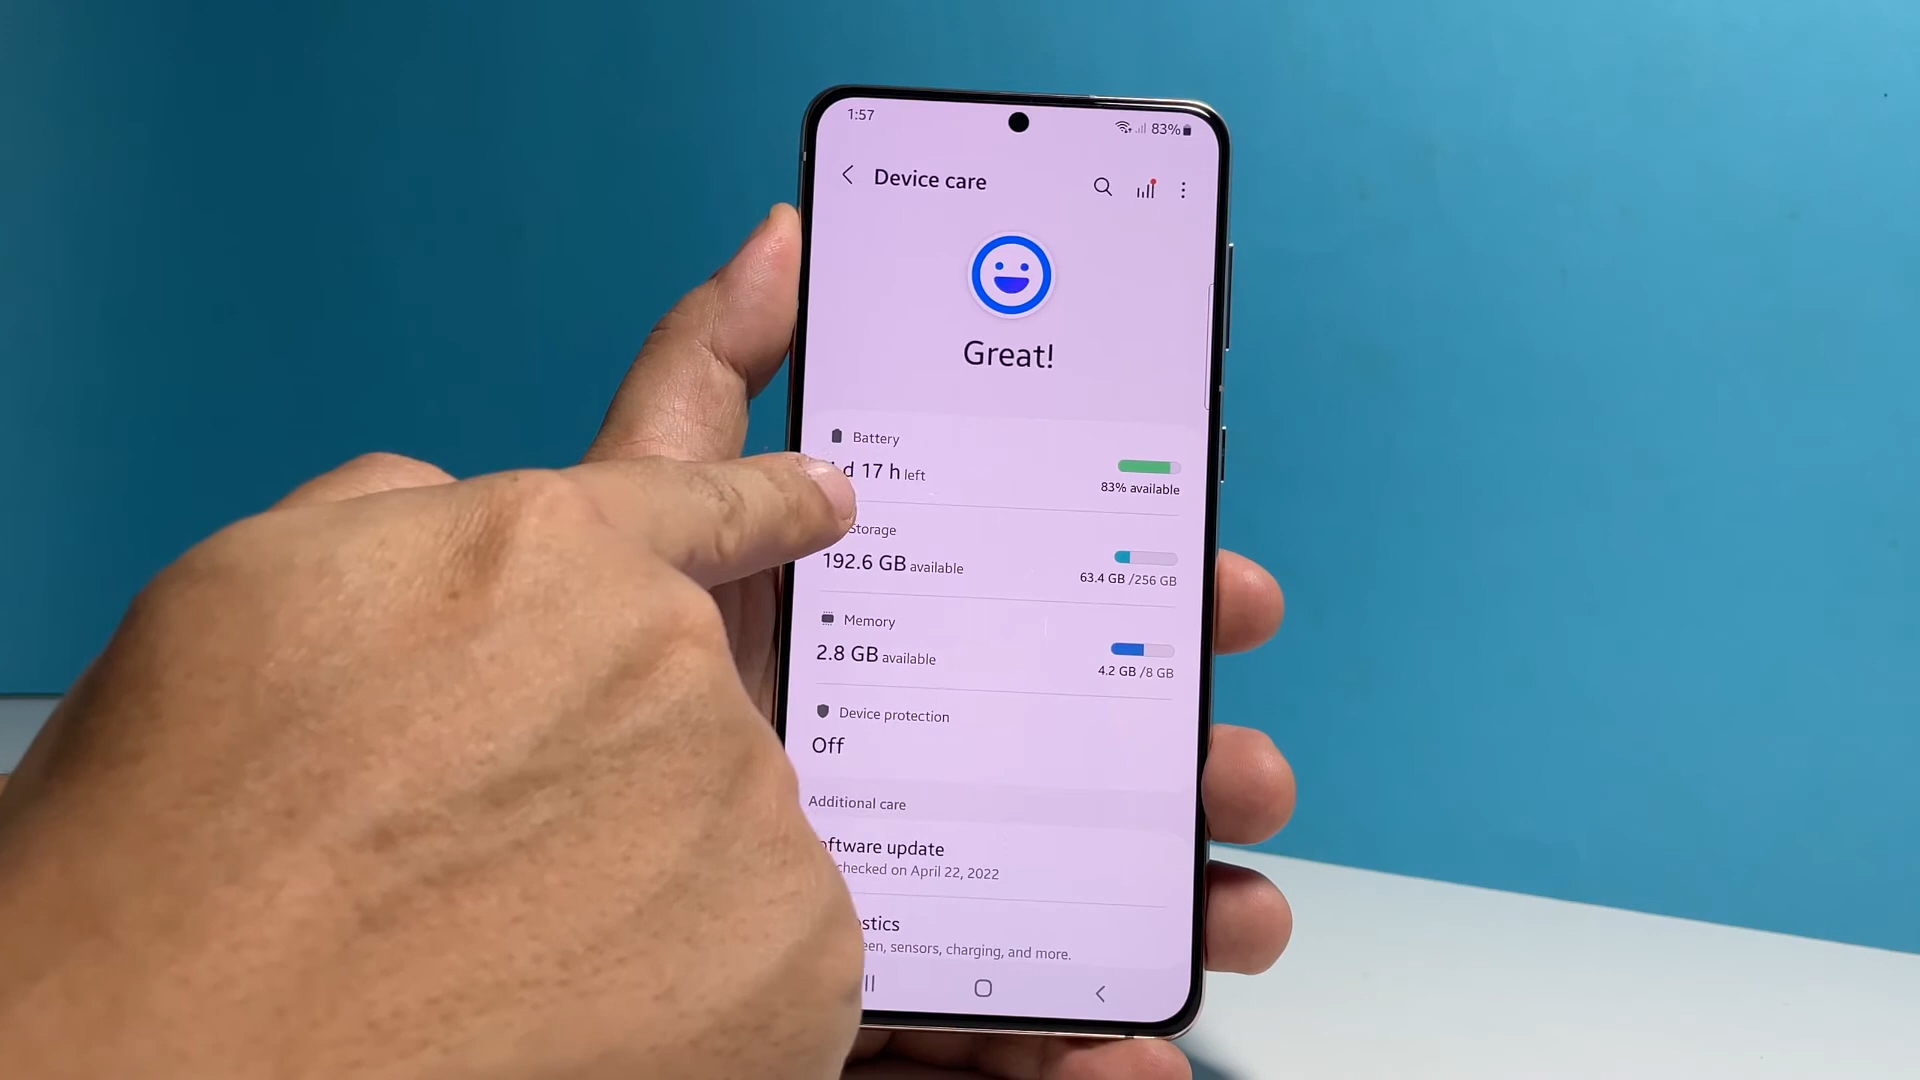 1:57 83%
Device care
Great!
Battery
d 17 h left
83% available
Storage
192.6 GB available
63.4 GB /256 GB
Memory
2.8 GB available
4.2 GB /8 GB
Device protection
Off
Additional care
oftware update
checked on April 22, 2022
stics
een, sensors, charging, and more.